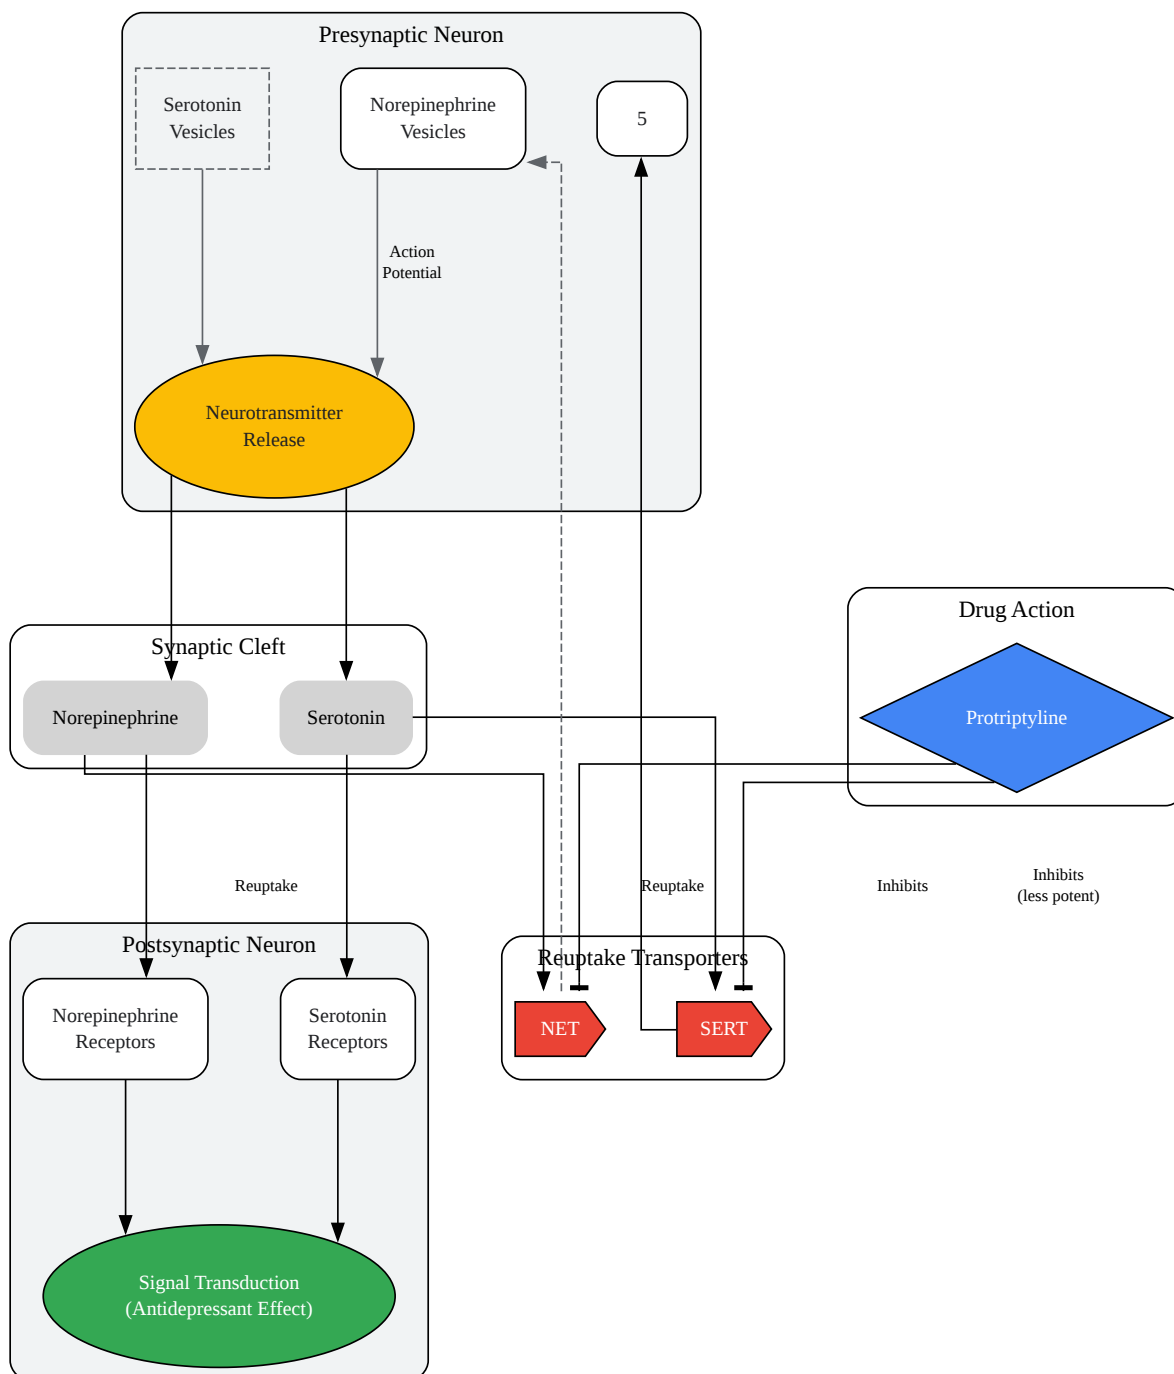 Presynaptic Neuron
Serotonin
Vesicles
Norepinephrine
Vesicles
5
Action
Potential
Neurotransmitter
Release
Drug Action
Synaptic Cleft
Norepinephrine
Serotonin
Protriptyline
Reuptake
Reuptake
Inhibits
Inhibits
(less potent)
Postsynaptic Neuron
Reuptake Transporters
Norepinephrine
Receptors
Serotonin
Receptors
NET
SERT
Signal Transduction
(Antidepressant Effect)